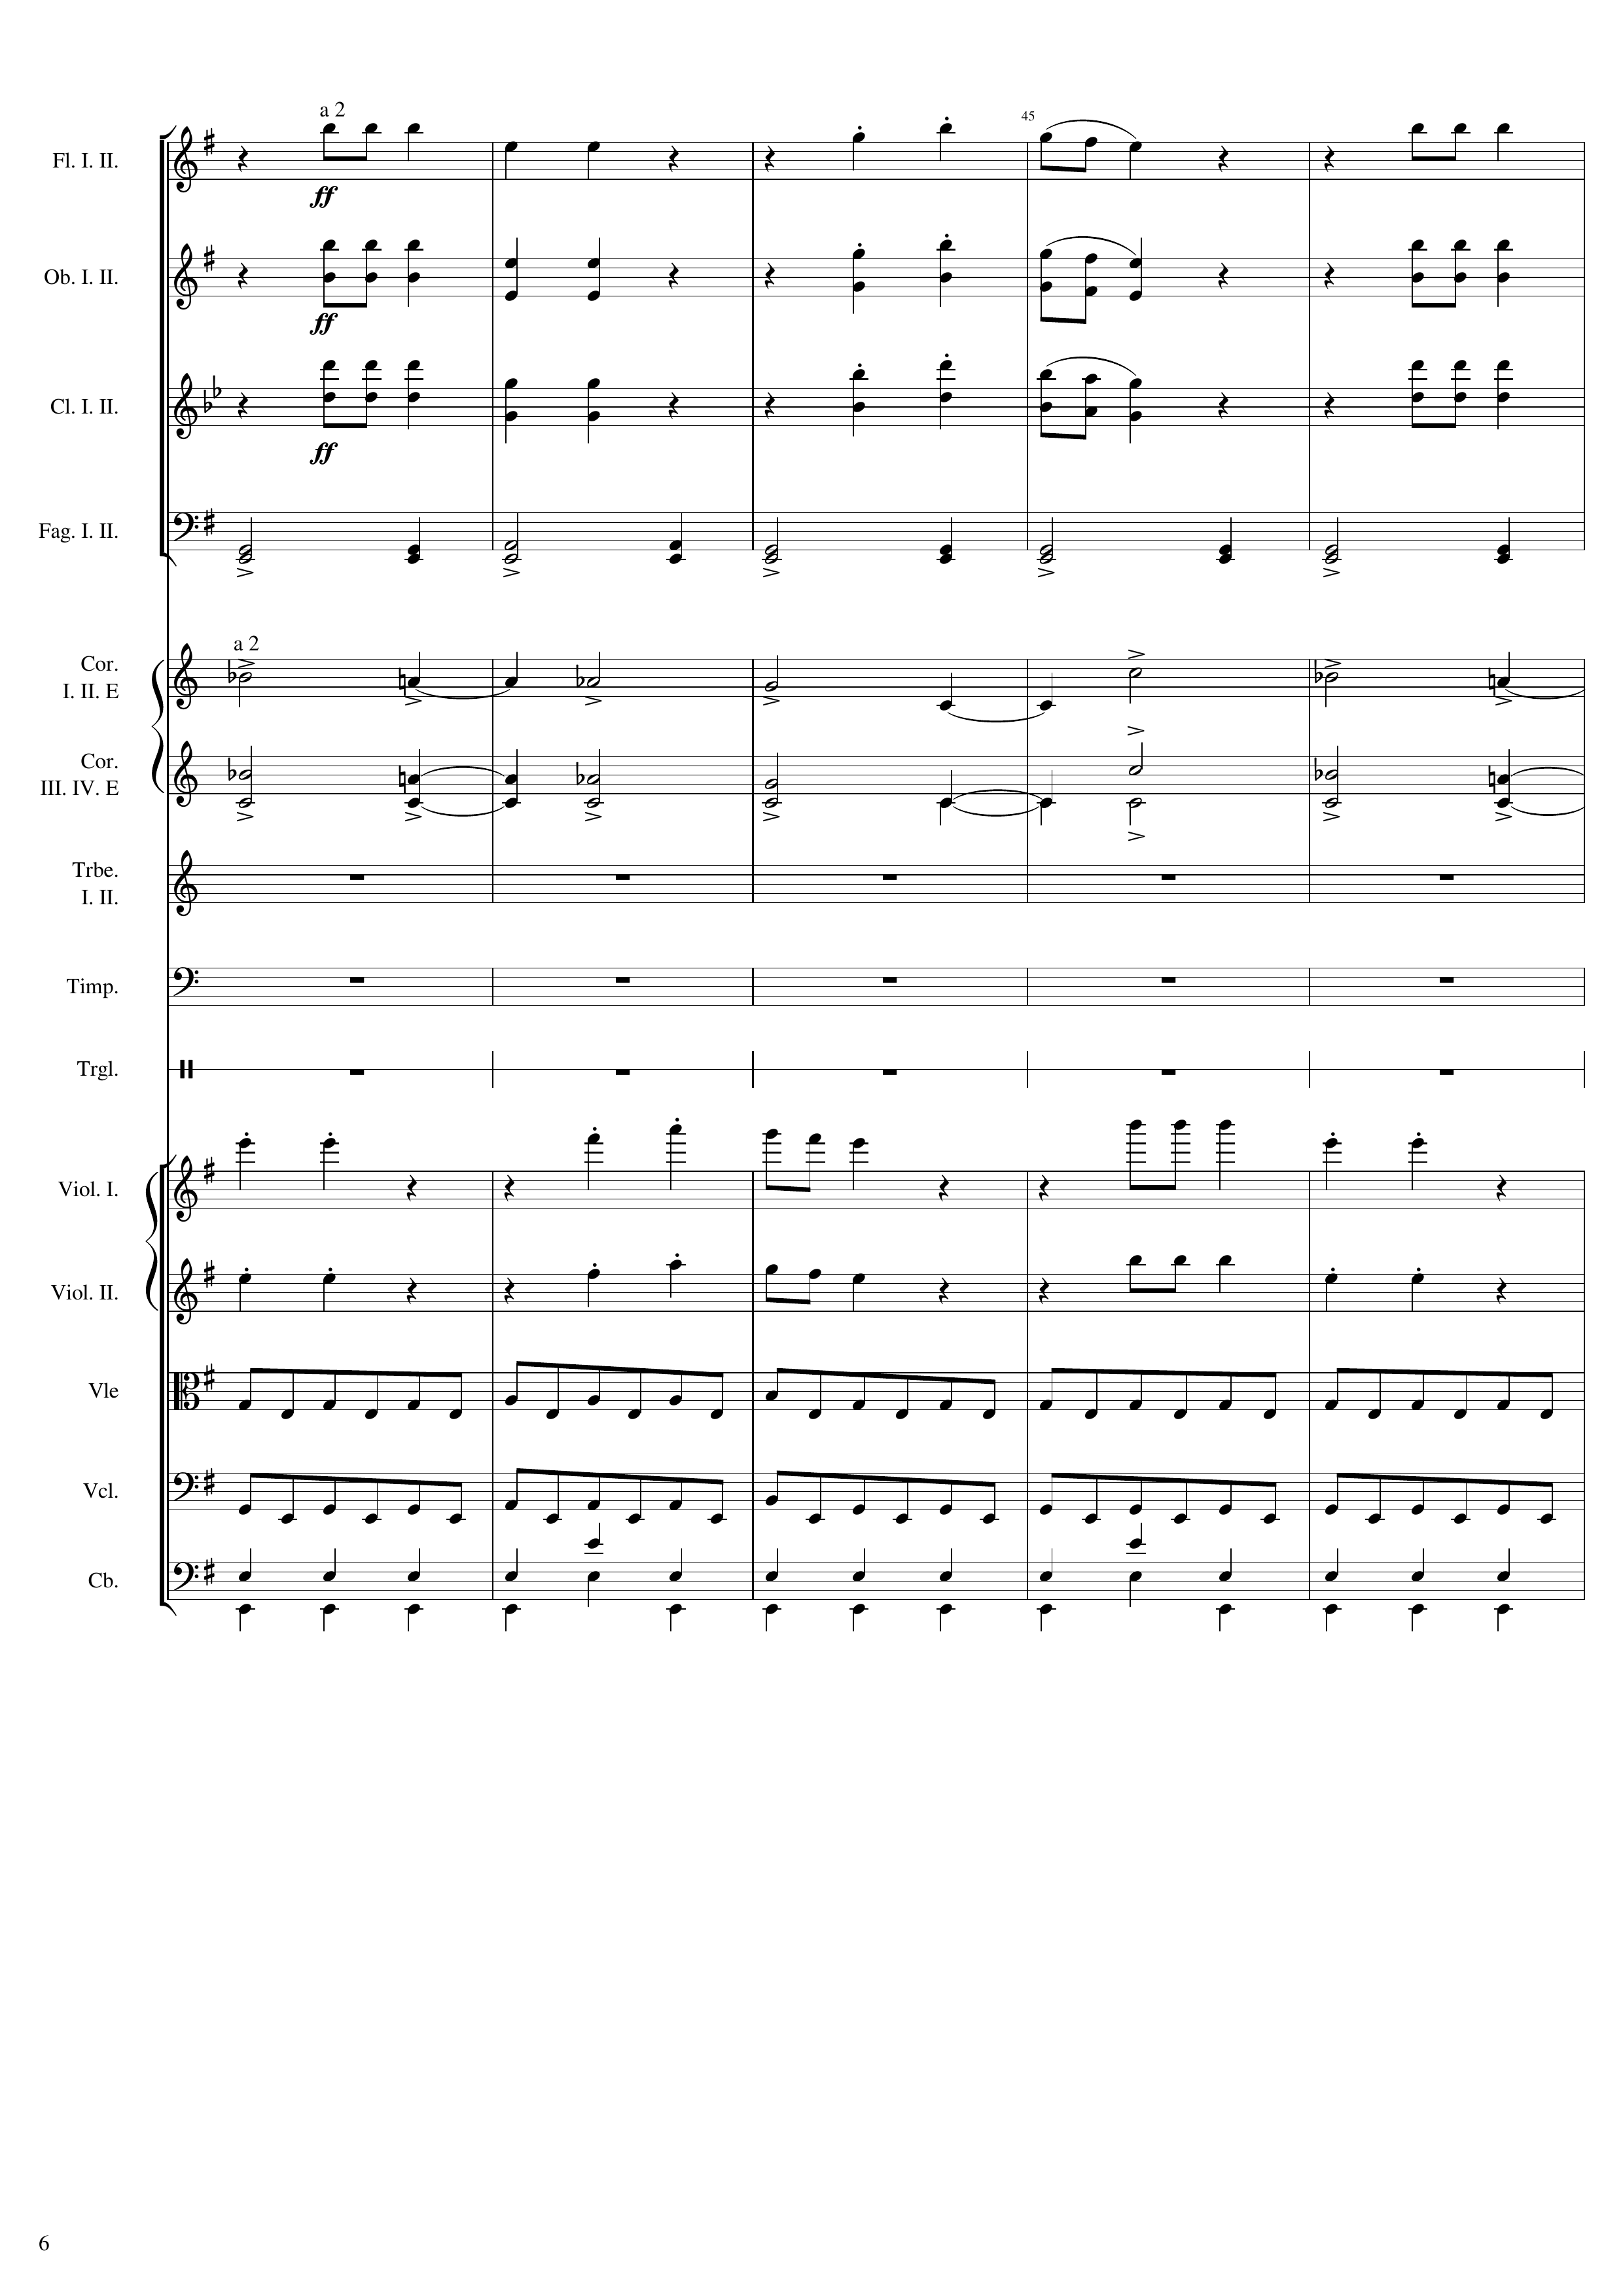 a 2
45
Fl. I. II.
ff
Ob. I. II.
ff
Cl. I. II.
ff
Fag. I. II.
a 2
Cor.
I. II. E
Cor.
III. IV. E
Trbe.
I. II.
Timp.
Trgl.
Viol. I.
Viol. II.
Vle
Vcl.
Cb.
6